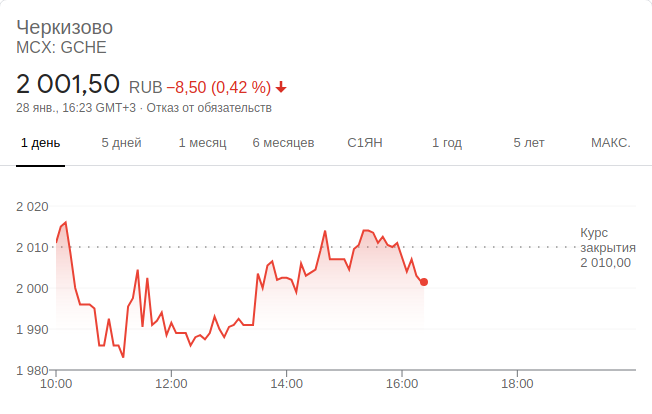 Черкизово
MCX: GCHE
2 001,50 RUB −8,50 (0,42 %)
28 янв., 16:23 GMT+3 · Отказ от обязательств
1 день 5 дней 1 месяц 6 месяцев С1ЯН 1 год 5 лет МАКС.
2 020
2 010
2 000
1 990
1 980
Курс
закрытия
2 010,00
10:00 12:00 14:00 16:00 18:00